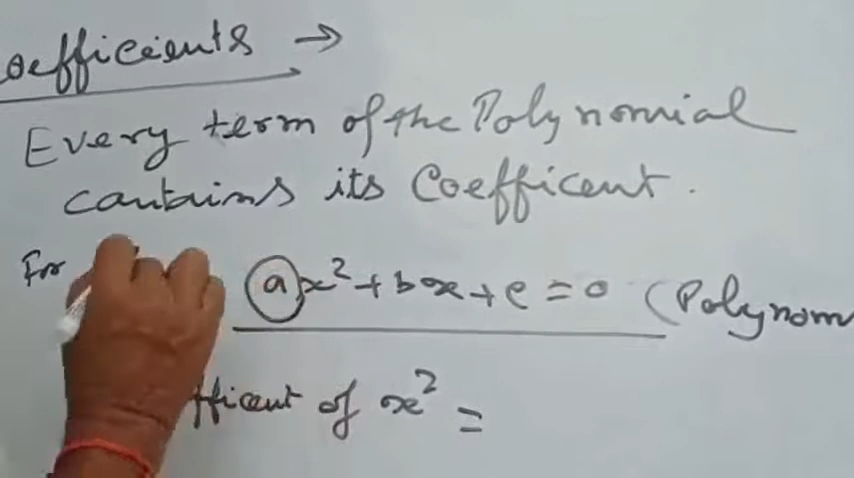 oefficients →
Every term of the Polynomial
contains its Coefficent.
For ax²+bx+c=0 (Polynom
fficent of x² =